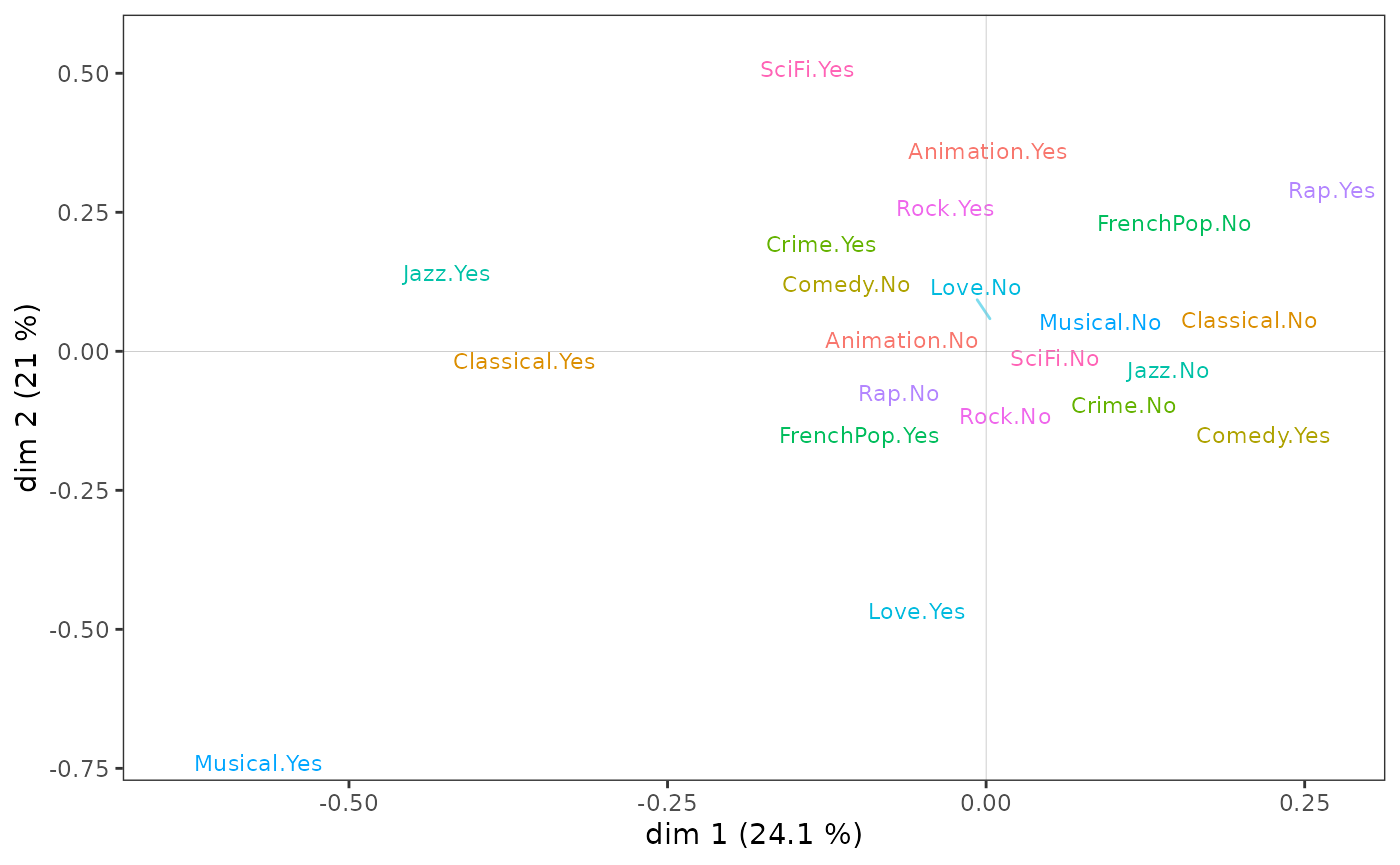 0.50
SciFi.Yes
Animation.Yes
Rap.Yes
0.25
Rock.Yes
FrenchPop.No
Crime.Yes
Jazz.Yes
Comedy.No
Love.No
Musical.No
Classical.No
Animation.No
0.00
Classical.Yes
SciFi.No
Jazz.No
Rap.No
Crime.No
Rock.No
FrenchPop.Yes
Comedy.Yes
-0.25
Love.Yes
-0.50
Musical.Yes
-0.75
-0.50
-0.25
0.00
0.25
dim 1 (24.1 %)
dim 2 (21 %)